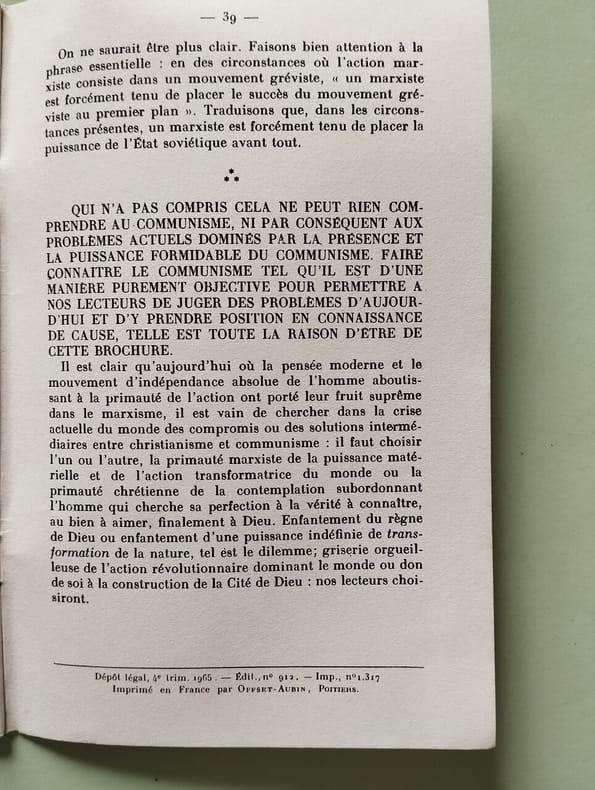 — 39 —
On ne saurait être plus clair. Faisons bien attention à la
phrase essentielle : en des circonstances où l'action mar-
xiste consiste dans un mouvement gréviste, « un marxiste
est forcément tenu de placer le succès du mouvement gré-
viste au premier plan ». Traduisons que, dans les circons-
tances présentes, un marxiste est forcément tenu de placer la
puissance de l'État soviétique avant tout.
* * *
QUI N'A PAS COMPRIS CELA NE PEUT RIEN COM-
PRENDRE AU COMMUNISME, NI PAR CONSÉQUENT AUX
PROBLÈMES ACTUELS DOMINÉS PAR LA PRÉSENCE ET
LA PUISSANCE FORMIDABLE DU COMMUNISME. FAIRE
CONNAITRE LE COMMUNISME TEL QU'IL EST D'UNE
MANIÈRE PUREMENT OBJECTIVE POUR PERMETTRE A
NOS LECTEURS DE JUGER DES PROBLÈMES D'AUJOUR-
D'HUI ET D'Y PRENDRE POSITION EN CONNAISSANCE
DE CAUSE, TELLE EST TOUTE LA RAISON D'ÊTRE DE
CETTE BROCHURE.
Il est clair qu'aujourd'hui où la pensée moderne et le
mouvement d'indépendance absolue de l'homme aboutis-
sant à la primauté de l'action ont porté leur fruit suprême
dans le marxisme, il est vain de chercher dans la crise
actuelle du monde des compromis ou des solutions intermé-
diaires entre christianisme et communisme : il faut choisir
l'un ou l'autre, la primauté marxiste de la puissance maté-
rielle et de l'action transformatrice du monde ou la
primauté chrétienne de la contemplation subordonnant
l'homme qui cherche sa perfection à la vérité à connaître,
au bien à aimer, finalement à Dieu. Enfantement du règne
de Dieu ou enfantement d'une puissance indéfinie de trans-
formation de la nature, tel est le dilemme; griserie orgueil-
leuse de l'action révolutionnaire dominant le monde ou don
de soi à la construction de la Cité de Dieu : nos lecteurs choi-
siront.
Dépôt légal, 4e trim. 1965. — Édit., n° 912. — Imp., n° 1.317
Imprimé en France par OFFSET-AUBIN, POITIERS.